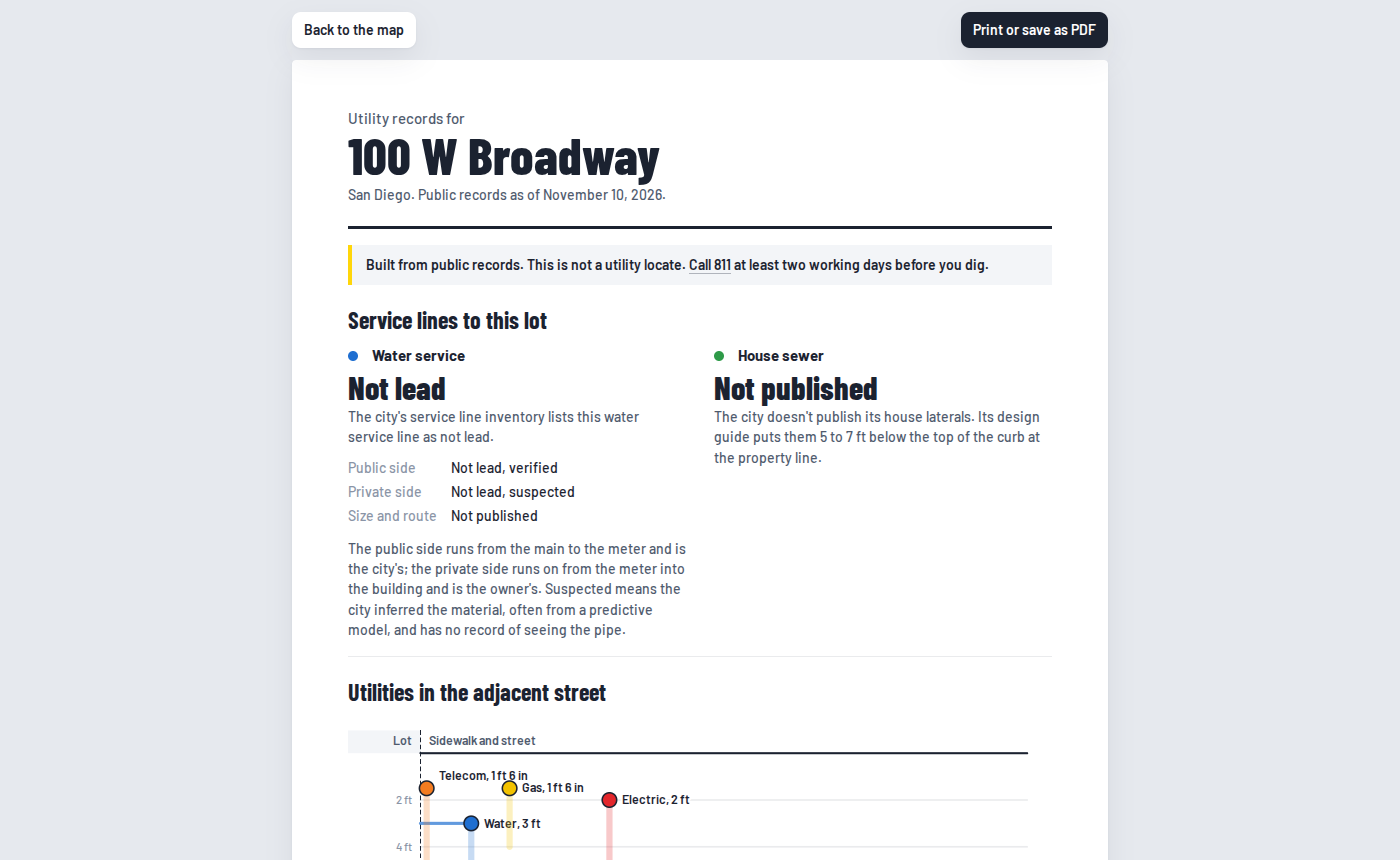 Back to the map
Print or save as PDF
Utility records for
100 W Broadway
San Diego. Public records as of November 10, 2026.
Built from public records. This is not a utility locate. Call 811 at least two working days before you dig.
Service lines to this lot
Water service
Not lead
The city's service line inventory lists this water
service line as not lead.
Public side Not lead, verified
Private side Not lead, suspected
Size and route Not published
The public side runs from the main to the meter and is
the city's; the private side runs on from the meter into
the building and is the owner's. Suspected means the
city inferred the material, often from a predictive
model, and has no record of seeing the pipe.
House sewer
Not published
The city doesn't publish its house laterals. Its design
guide puts them 5 to 7 ft below the top of the curb at
the property line.
Utilities in the adjacent street
Lot
Sidewalk and street
Telecom, 1 ft 6 in
Gas, 1 ft 6 in
2 ft
Electric, 2 ft
Water, 3 ft
4 ft